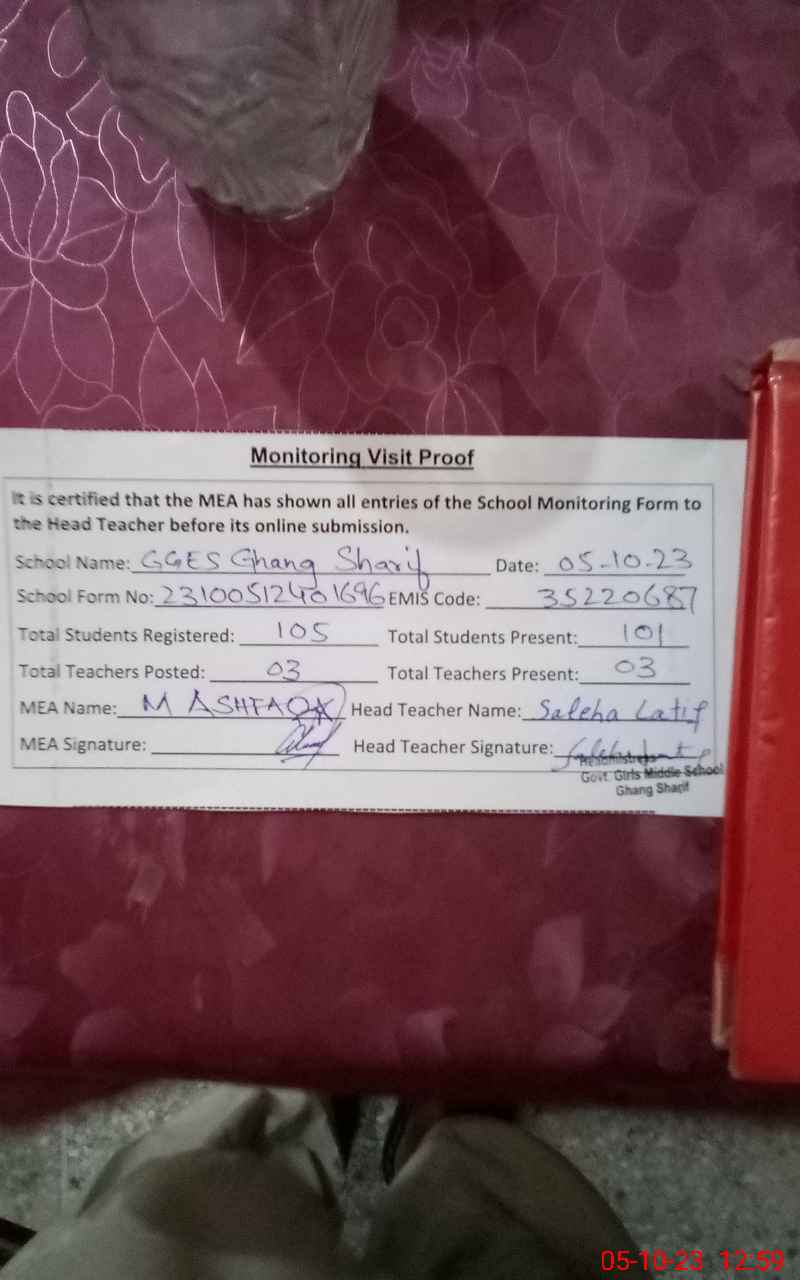 Monitoring Visit Proof
It is certified that the MEA has shown all entries of the School Monitoring Form to
the Head Teacher before its online submission.
School Name: GGES Ghang Sharif Date: 05-10-23
School Form No: 23100512401696 EMIS Code: 35220687
Total Students Registered: 105 Total Students Present: 101
Total Teachers Posted: 03 Total Teachers Present: 03
MEA Name: M ASHFAQ Head Teacher Name: Saleha Latif
MEA Signature: Head Teacher Signature:
Headmistress
Govt. Girls Middle School
Ghang Sharif
05-10-23 12:59